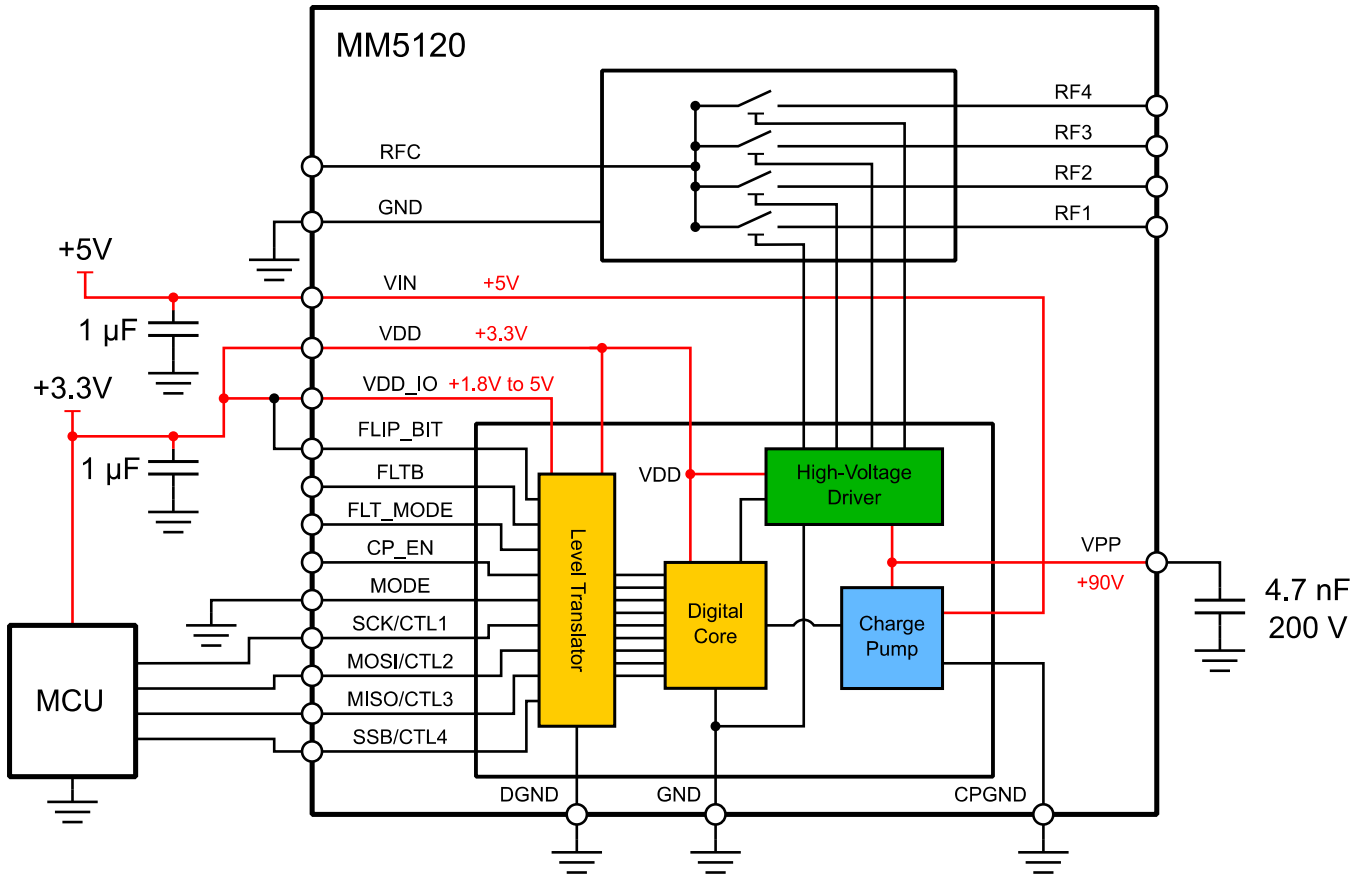 MM5120
RF4
RF3
RF2
RF1
RFC
GND
+5V
VIN +5V
1 µF
VDD +3.3V
+3.3V
VDD_IO +1.8V to 5V
FLIP_BIT
1 µF
FLTB
FLT_MODE
CP_EN
MODE
SCK/CTL1
MOSI/CTL2
MISO/CTL3
SSB/CTL4
MCU
Level Translator
VDD
High-Voltage
Driver
Digital
Core
Charge
Pump
VPP
+90V
4.7 nF
200 V
DGND
GND
CPGND